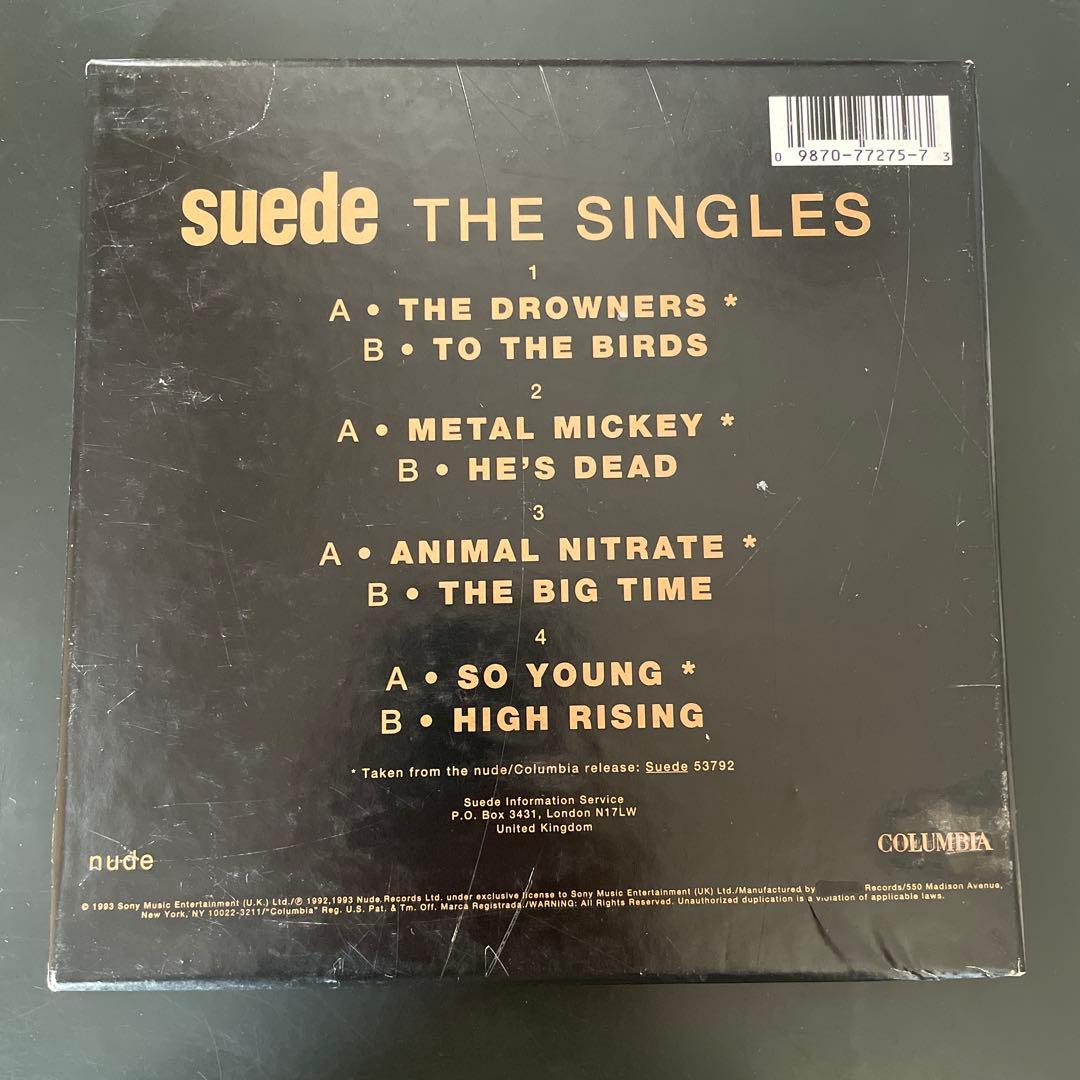 0 9870-77275-7 3
suede THE SINGLES
1
A • THE DROWNERS *
B • TO THE BIRDS
2
A • METAL MICKEY *
B • HE'S DEAD
3
A • ANIMAL NITRATE *
B • THE BIG TIME
4
A • SO YOUNG *
B • HIGH RISING
* Taken from the nude/Columbia release: Suede 53792
Suede Information Service
P.O. Box 3431, London N17LW
United Kingdom
nude
COLUMBIA
© 1993 Sony Music Entertainment (U.K.) Ltd./℗ 1992,1993 Nude Records Ltd. under exclusive license to Sony Music Entertainment (UK) Ltd./Manufactured by Records/550 Madison Avenue,
New York, NY 10022-3211/"Columbia" Reg. U.S. Pat. & Tm. Off. Marca Registrada./WARNING: All Rights Reserved. Unauthorized duplication is a violation of applicable laws.